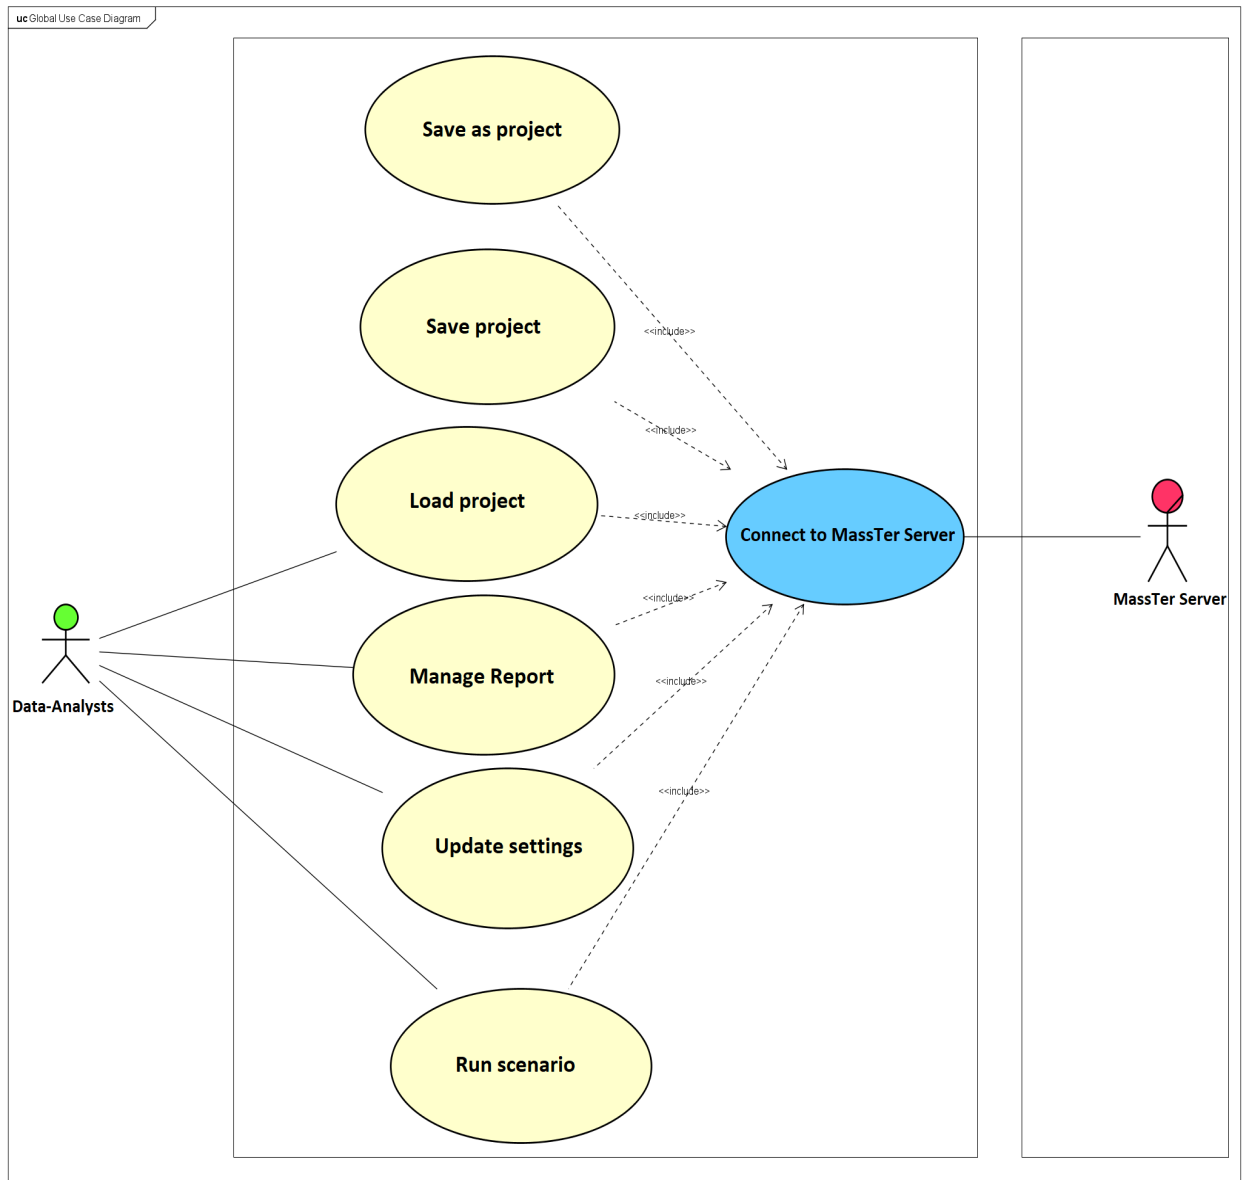 uc Global Use Case Diagram
Save as project
Save project
<<include>>
<<include>>
Load project
<<include>>
Connect to MassTer Server
MassTer Server
<<include>>
Manage Report
<<include>>
Data-Analysts
<<include>>
Update settings
Run scenario